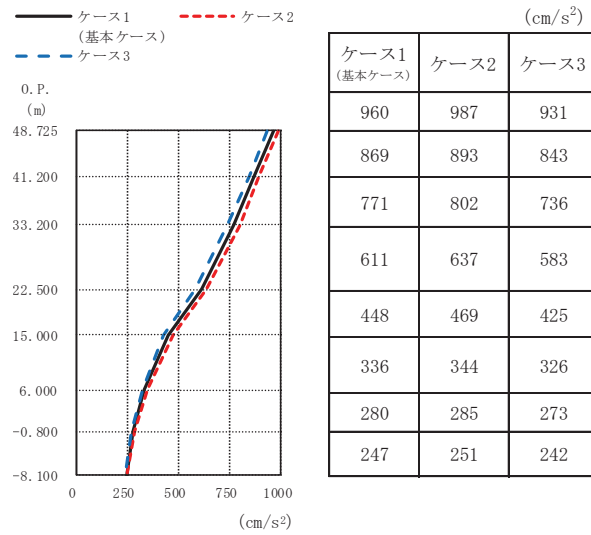 ケース1
(基本ケース)
ケース2
ケース3
O.P.
(m)
48.725
41.200
33.200
22.500
15.000
6.000
-0.800
-8.100
0 250 500 750 1000
(cm/s²)
(cm/s²)
ケース1
(基本ケース)
ケース2 ケース3
960 987 931
869 893 843
771 802 736
611 637 583
448 469 425
336 344 326
280 285 273
247 251 242